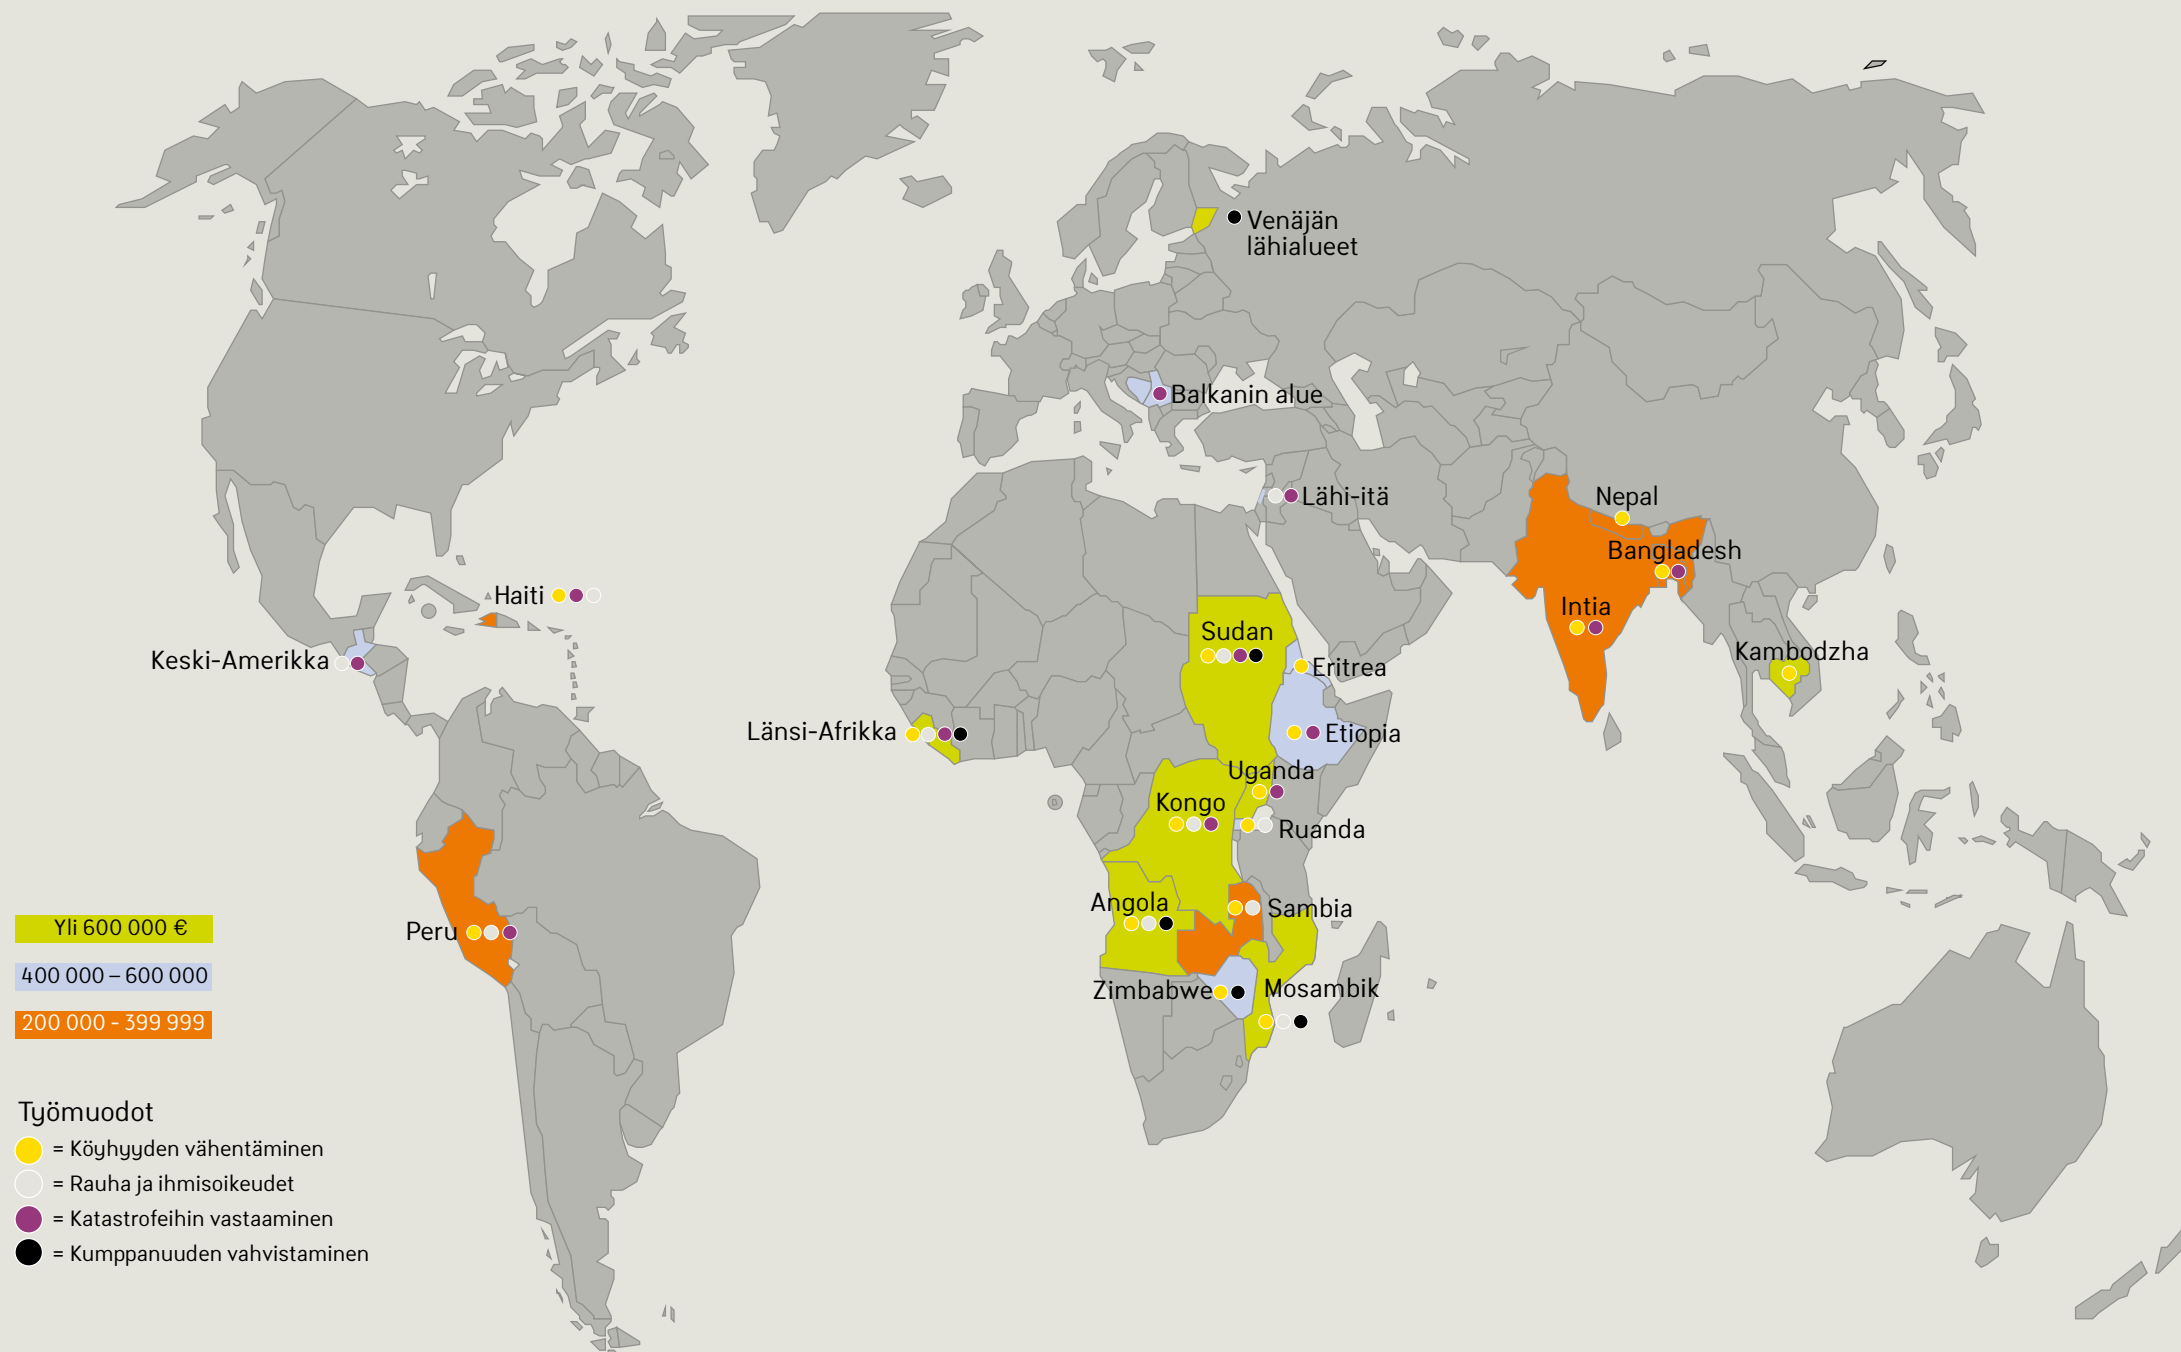 Venäjän
lähialueet
Balkanin alue
Lähi-itä
Nepal
Bangladesh
Intia
Kambodzha
Haiti
Keski-Amerikka
Sudan
Eritrea
Länsi-Afrikka
Etiopia
Uganda
Kongo
Ruanda
Angola
Sambia
Peru
Zimbabwe
Mosambik
Yli 600 000 €
400 000 – 600 000
200 000 - 399 999
Työmuodot
= Köyhyyden vähentäminen
= Rauha ja ihmisoikeudet
= Katastrofeihin vastaaminen
= Kumppanuuden vahvistaminen